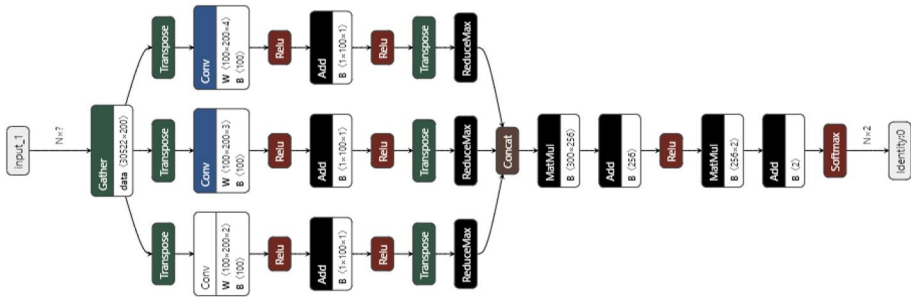 input_1
N×?
Gather
data ⟨30522×200⟩
Transpose
Transpose
Transpose
Conv
W ⟨100×200×2⟩
B ⟨100⟩
Conv
W ⟨100×200×3⟩
B ⟨100⟩
Conv
W ⟨100×200×4⟩
B ⟨100⟩
Relu
Relu
Relu
Add
B ⟨1×100×1⟩
Add
B ⟨1×100×1⟩
Add
B ⟨1×100×1⟩
Relu
Relu
Relu
Transpose
Transpose
Transpose
ReduceMax
ReduceMax
ReduceMax
Concat
MatMul
B ⟨300×256⟩
Add
B ⟨256⟩
Relu
MatMul
B ⟨256×2⟩
Add
B ⟨2⟩
Softmax
N×2
Identity:0